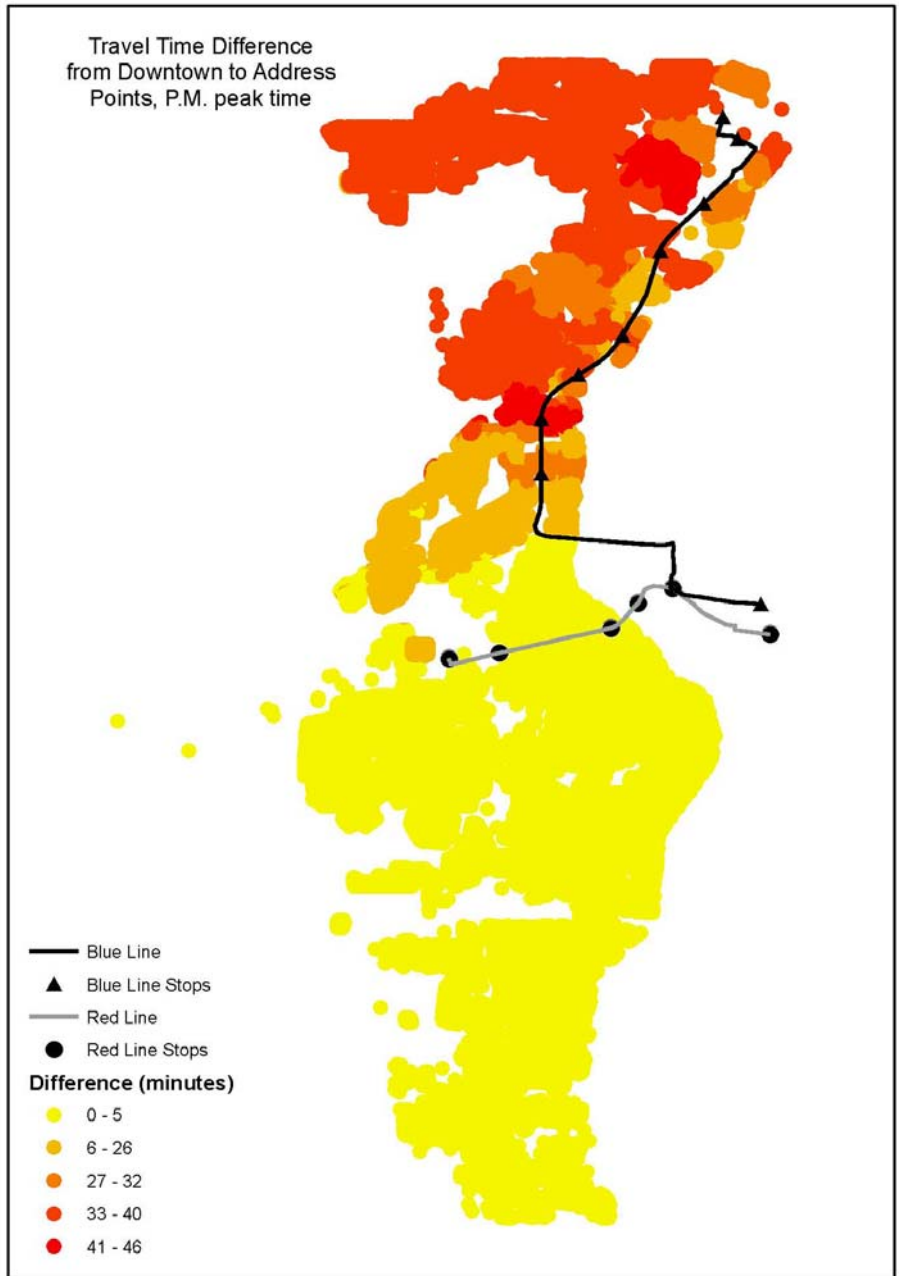 Travel Time Difference
from Downtown to Address
Points, P.M. peak time
Blue Line
Blue Line Stops
Red Line
Red Line Stops
Difference (minutes)
0 - 5
6 - 26
27 - 32
33 - 40
41 - 46